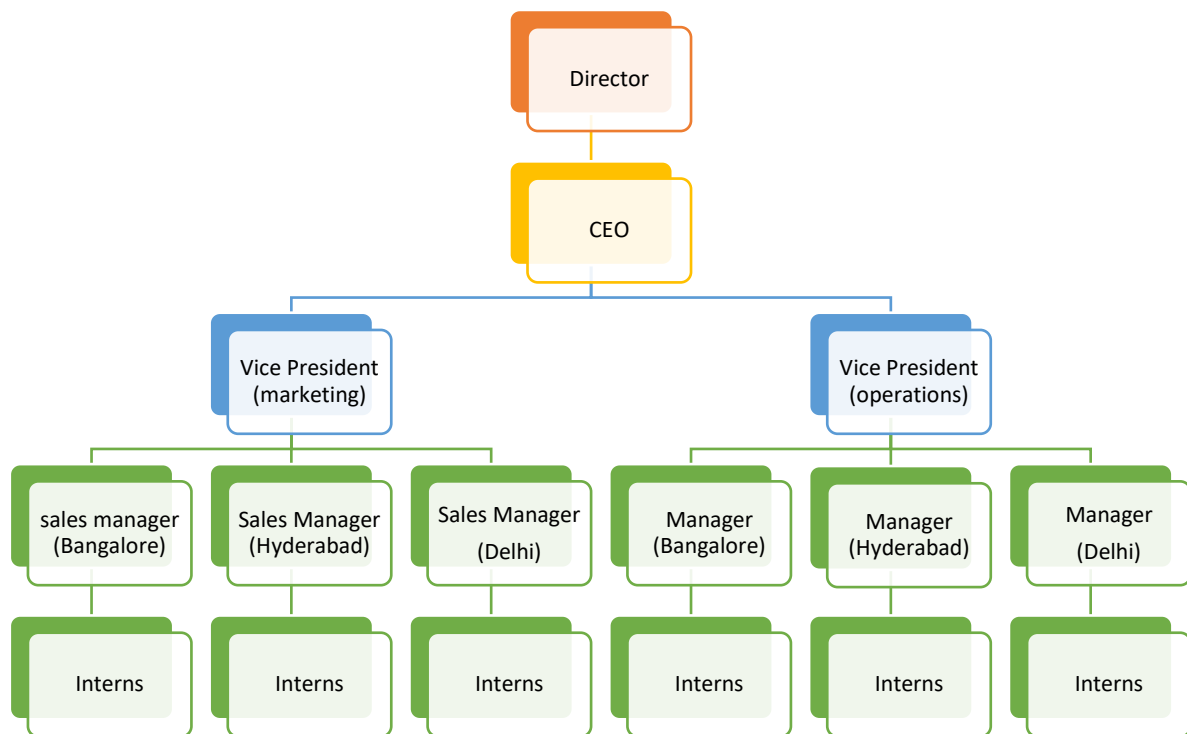 Director
CEO
Vice President
(marketing)
Vice President
(operations)
sales manager
(Bangalore)
Sales Manager
(Hyderabad)
Sales Manager
(Delhi)
Manager
(Bangalore)
Manager
(Hyderabad)
Manager
(Delhi)
Interns
Interns
Interns
Interns
Interns
Interns